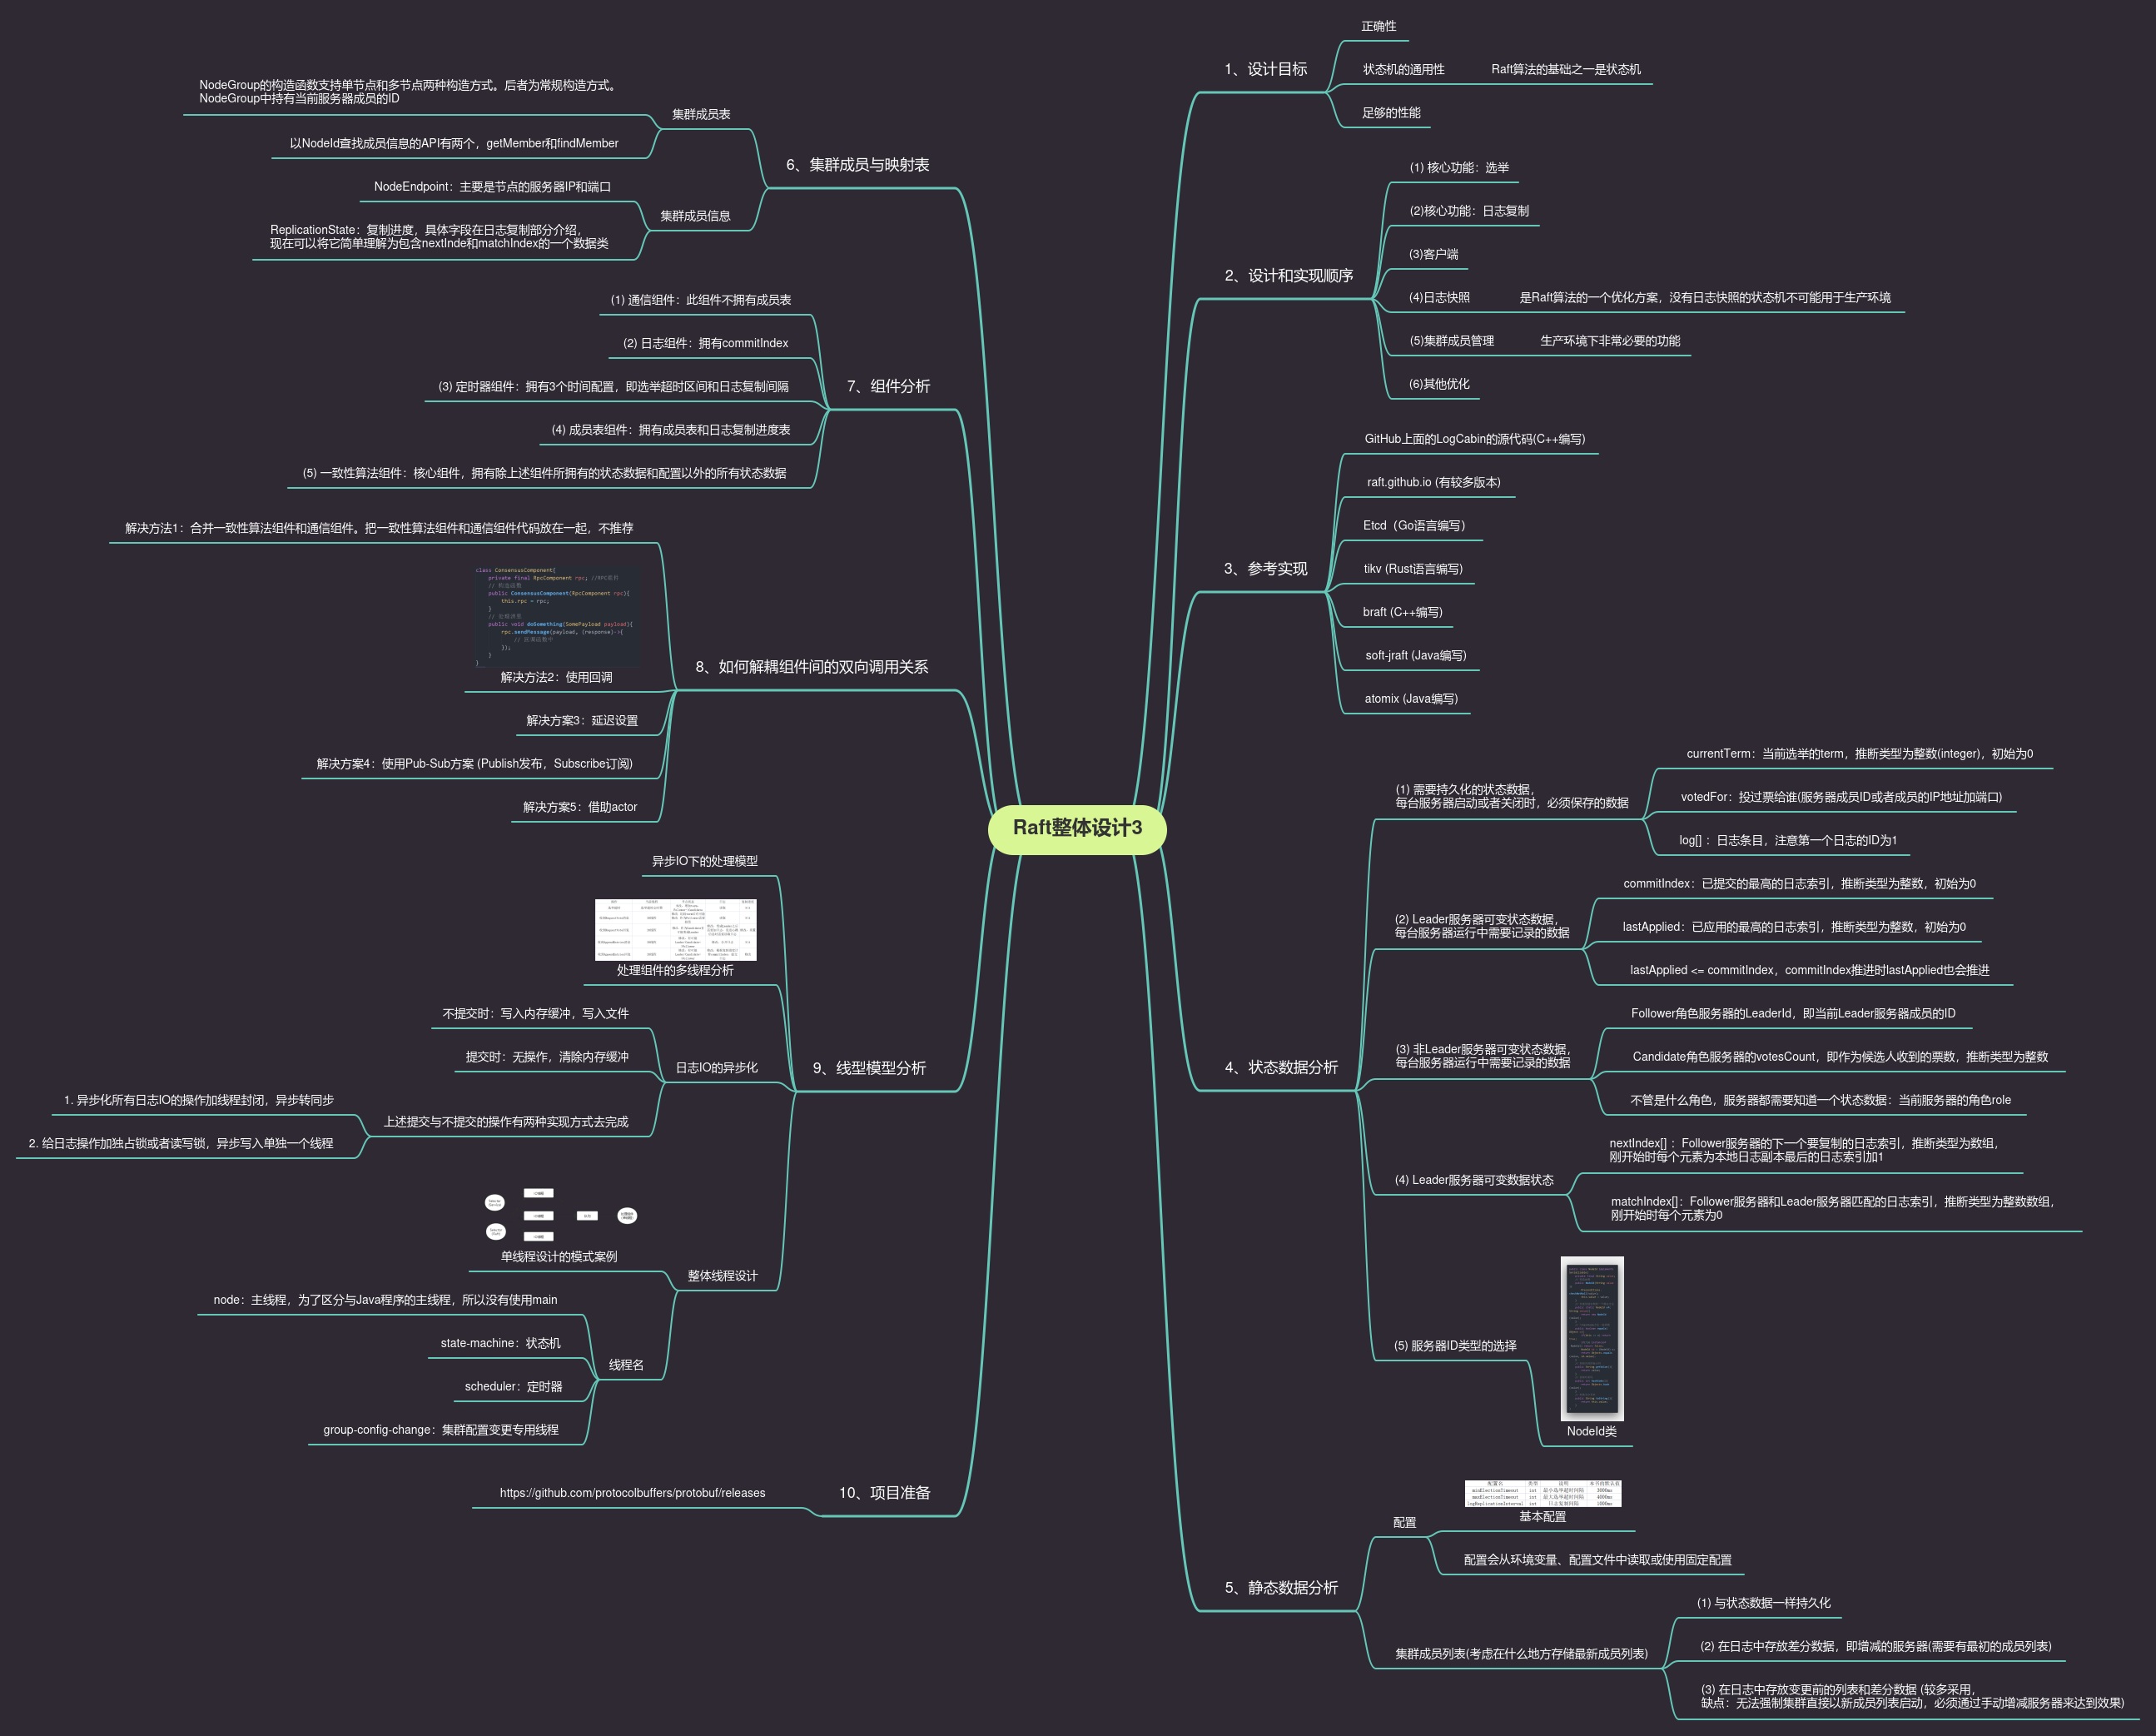 Raft整体设计3
1、设计目标
正确性
状态机的通用性
Raft算法的基础之一是状态机
足够的性能
2、设计和实现顺序
(1) 核心功能：选举
(2)核心功能：日志复制
(3)客户端
(4)日志快照
是Raft算法的一个优化方案，没有日志快照的状态机不可能用于生产环境
(5)集群成员管理
生产环境下非常必要的功能
(6)其他优化
3、参考实现
GitHub上面的LogCabin的源代码(C++编写)
raft.github.io (有较多版本)
Etcd（Go语言编写）
tikv (Rust语言编写)
braft (C++编写)
soft-jraft (Java编写)
atomix (Java编写)
4、状态数据分析
(1) 需要持久化的状态数据，
每台服务器启动或者关闭时，必须保存的数据
currentTerm：当前选举的term，推断类型为整数(integer)，初始为0
votedFor：投过票给谁(服务器成员ID或者成员的IP地址加端口)
log[] ：日志条目，注意第一个日志的ID为1
(2) Leader服务器可变状态数据，
每台服务器运行中需要记录的数据
commitIndex：已提交的最高的日志索引，推断类型为整数，初始为0
lastApplied：已应用的最高的日志索引，推断类型为整数，初始为0
lastApplied <= commitIndex，commitIndex推进时lastApplied也会推进
(3) 非Leader服务器可变状态数据，
每台服务器运行中需要记录的数据
Follower角色服务器的LeaderId，即当前Leader服务器成员的ID
Candidate角色服务器的votesCount，即作为候选人收到的票数，推断类型为整数
不管是什么角色，服务器都需要知道一个状态数据：当前服务器的角色role
(4) Leader服务器可变数据状态
nextIndex[] ：Follower服务器的下一个要复制的日志索引，推断类型为数组，
刚开始时每个元素为本地日志副本最后的日志索引加1
matchIndex[]：Follower服务器和Leader服务器匹配的日志索引，推断类型为整数数组，
刚开始时每个元素为0
(5) 服务器ID类型的选择
NodeId类
5、静态数据分析
配置
配置名 类型 说明
minElectionTimeout int 最小选举超时间隔 3000ms
maxElectionTimeout int 最大选举超时间隔 4000ms
logReplicationInterval int 日志复制间隔 1000ms
基本配置
配置会从环境变量、配置文件中读取或使用固定配置
集群成员列表(考虑在什么地方存储最新成员列表)
(1) 与状态数据一样持久化
(2) 在日志中存放差分数据，即增减的服务器(需要有最初的成员列表)
(3) 在日志中存放变更前的列表和差分数据 (较多采用，
缺点：无法强制集群直接以新成员列表启动，必须通过手动增减服务器来达到效果)
6、集群成员与映射表
集群成员表
NodeGroup的构造函数支持单节点和多节点两种构造方式。后者为常规构造方式。
NodeGroup中持有当前服务器成员的ID
以NodeId查找成员信息的API有两个，getMember和findMember
集群成员信息
NodeEndpoint：主要是节点的服务器IP和端口
ReplicationState：复制进度，具体字段在日志复制部分介绍，
现在可以将它简单理解为包含nextInde和matchIndex的一个数据类
7、组件分析
(1) 通信组件：此组件不拥有成员表
(2) 日志组件：拥有commitIndex
(3) 定时器组件：拥有3个时间配置，即选举超时区间和日志复制间隔
(4) 成员表组件：拥有成员表和日志复制进度表
(5) 一致性算法组件：核心组件，拥有除上述组件所拥有的状态数据和配置以外的所有状态数据
8、如何解耦组件间的双向调用关系
解决方法1：合并一致性算法组件和通信组件。把一致性算法组件和通信组件代码放在一起，不推荐
class ConsensusComponent{
private final RpcComponent rpc;
// 构造函数
public ConsensusComponent(RpcComponent rpc){
this.rpc = rpc;
}
public void doSomething(SomePayload payload){
rpc.sendMessage(payload, (response)->{
});
}
}
解决方法2：使用回调
解决方案3：延迟设置
解决方案4：使用Pub-Sub方案 (Publish发布，Subscribe订阅)
解决方案5：借助actor
9、线型模型分析
异步IO下的处理模型
处理组件的多线程分析
日志IO的异步化
不提交时：写入内存缓冲，写入文件
提交时：无操作，清除内存缓冲
上述提交与不提交的操作有两种实现方式去完成
1. 异步化所有日志IO的操作加线程封闭，异步转同步
2. 给日志操作加独占锁或者读写锁，异步写入单独一个线程
整体线程设计
单线程设计的模式案例
线程名
node：主线程，为了区分与Java程序的主线程，所以没有使用main
state-machine：状态机
scheduler：定时器
group-config-change：集群配置变更专用线程
10、项目准备
https://github.com/protocolbuffers/protobuf/releases